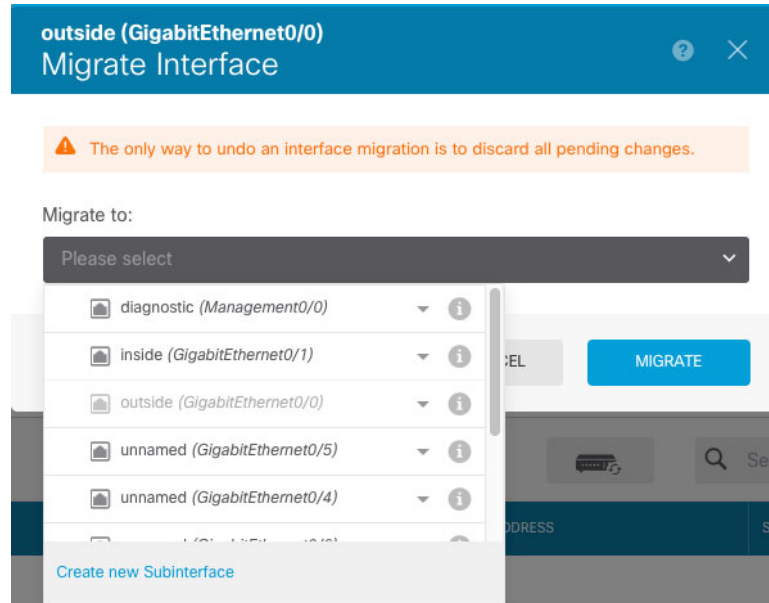 outside (GigabitEthernet0/0)
Migrate Interface
The only way to undo an interface migration is to discard all pending changes.
Migrate to:
Please select
diagnostic (Management0/0)
inside (GigabitEthernet0/1)
MIGRATE
outside (GigabitEthernet0/0)
unnamed (GigabitEthernet0/5)
unnamed (GigabitEthernet0/4)
Create new Subinterface